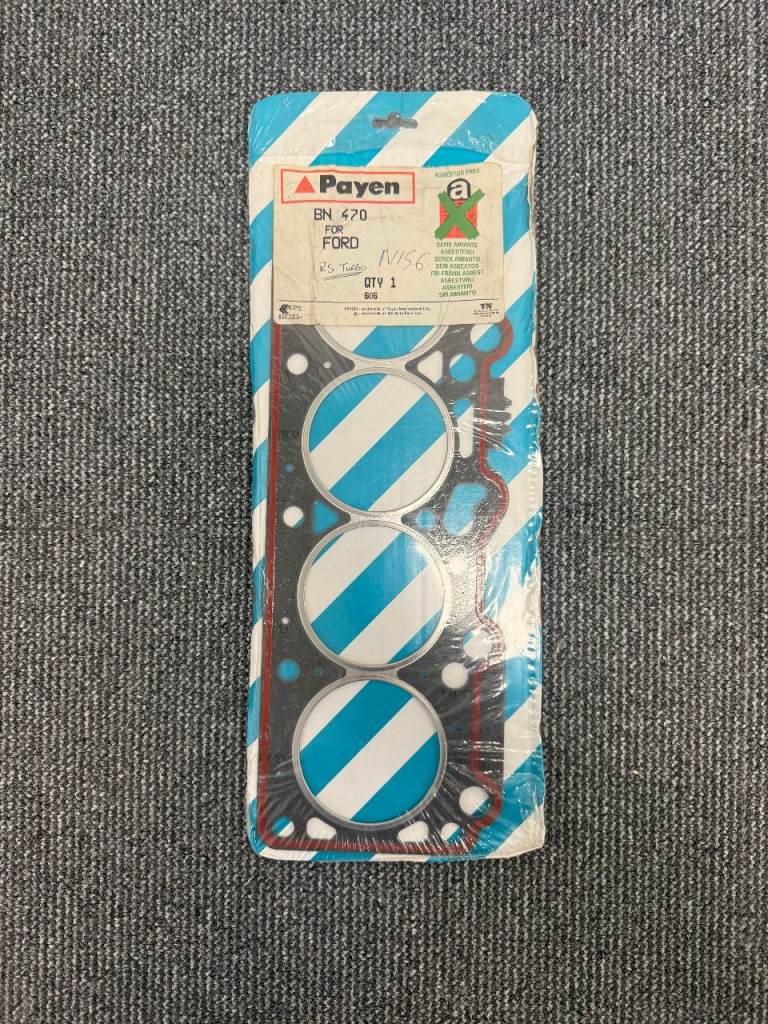 Payen
BN 470
FOR
FORD
RS TURBO
N156
QTY 1
606
ASBESTOS FREE
a
SANS AMIANTE
ASBESTFREI
SENZA AMIANTO
SEM ASBESTOS
FRI FRÅNN ASBEST
ASBESTVRIJ
ASBESTFRI
SIN AMIANTO